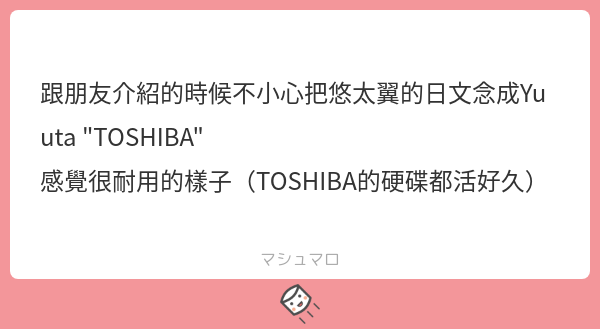 跟朋友介紹的時候不小心把悠太翼的日文念成Yu
uta "TOSHIBA"
感覺很耐用的樣子（TOSHIBA的硬碟都活好久）
マシュマロ